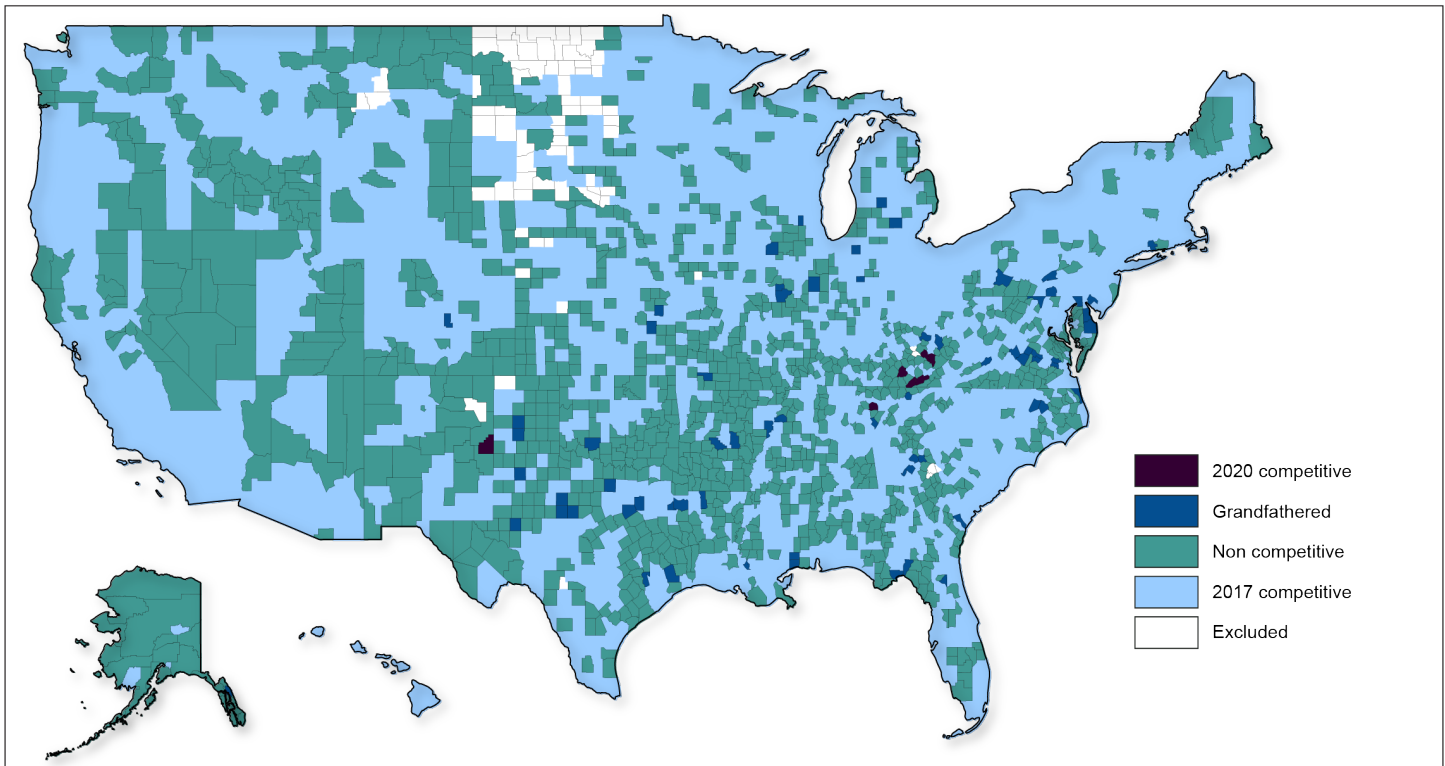 2020 competitive
Grandfathered
Non competitive
2017 competitive
Excluded